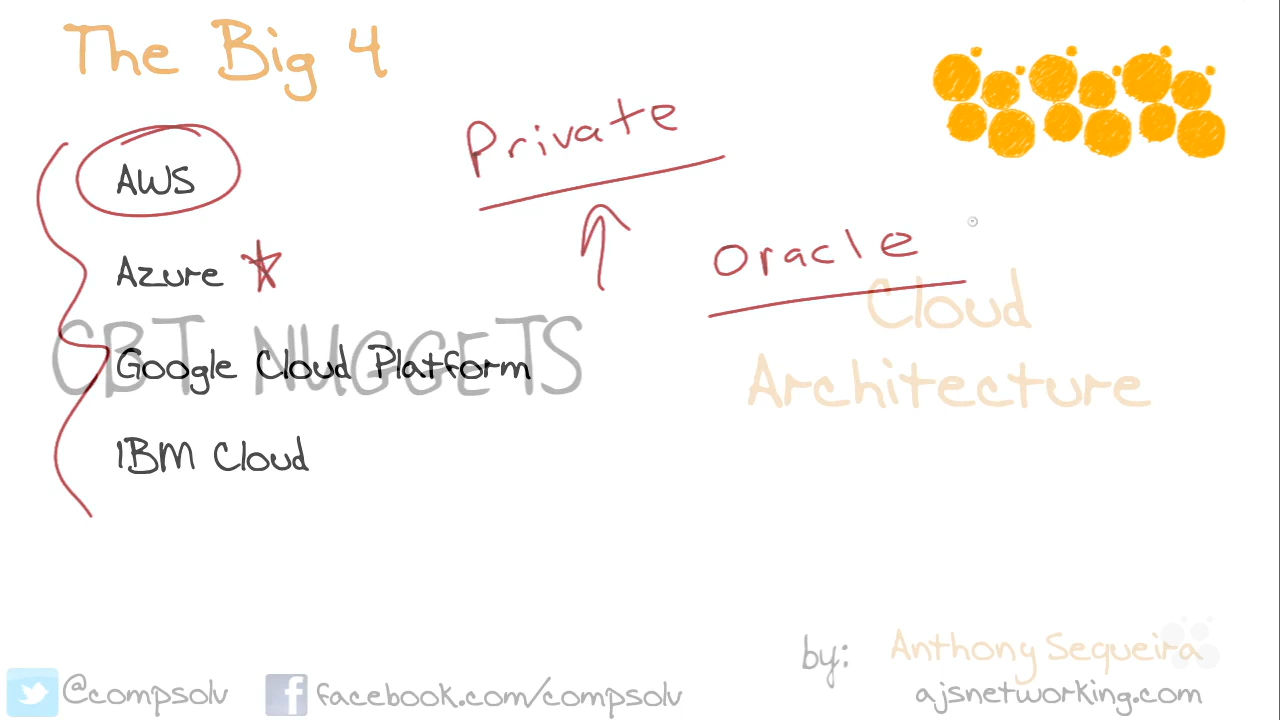 The Big 4
Private
AWS
Oracle
Azure
Cloud
CBT NUGGETS
Google Cloud Platform
Architecture
IBM Cloud
by: Anthony Sequeira
@compsolv
facebook.com/compsolv
ajsnetworking.com